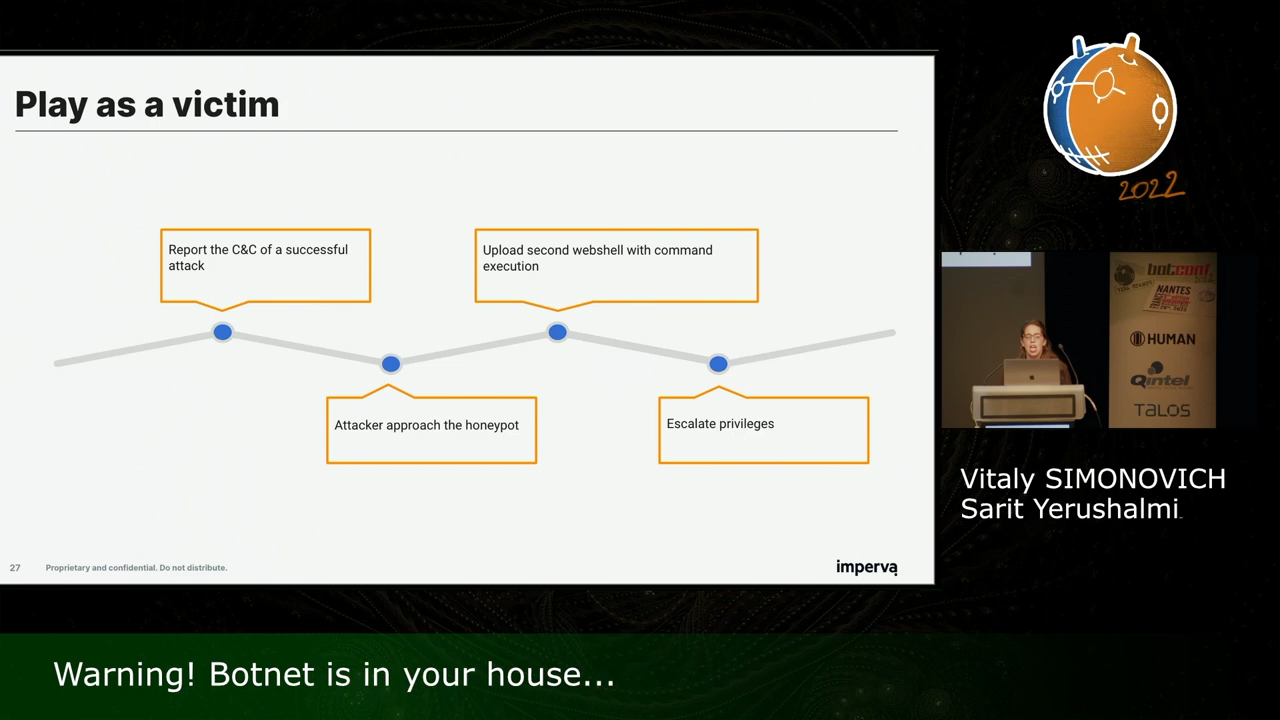 Play as a victim
Report the C&C of a successful
attack
Upload second webshell with command
execution
Attacker approach the honeypot
Escalate privileges
27
Proprietary and confidential. Do not distribute.
imperva
2022
botconf
NANTES
HUMAN
Qintel
TALOS
Vitaly SIMONOVICH
Sarit Yerushalmi
Warning! Botnet is in your house...